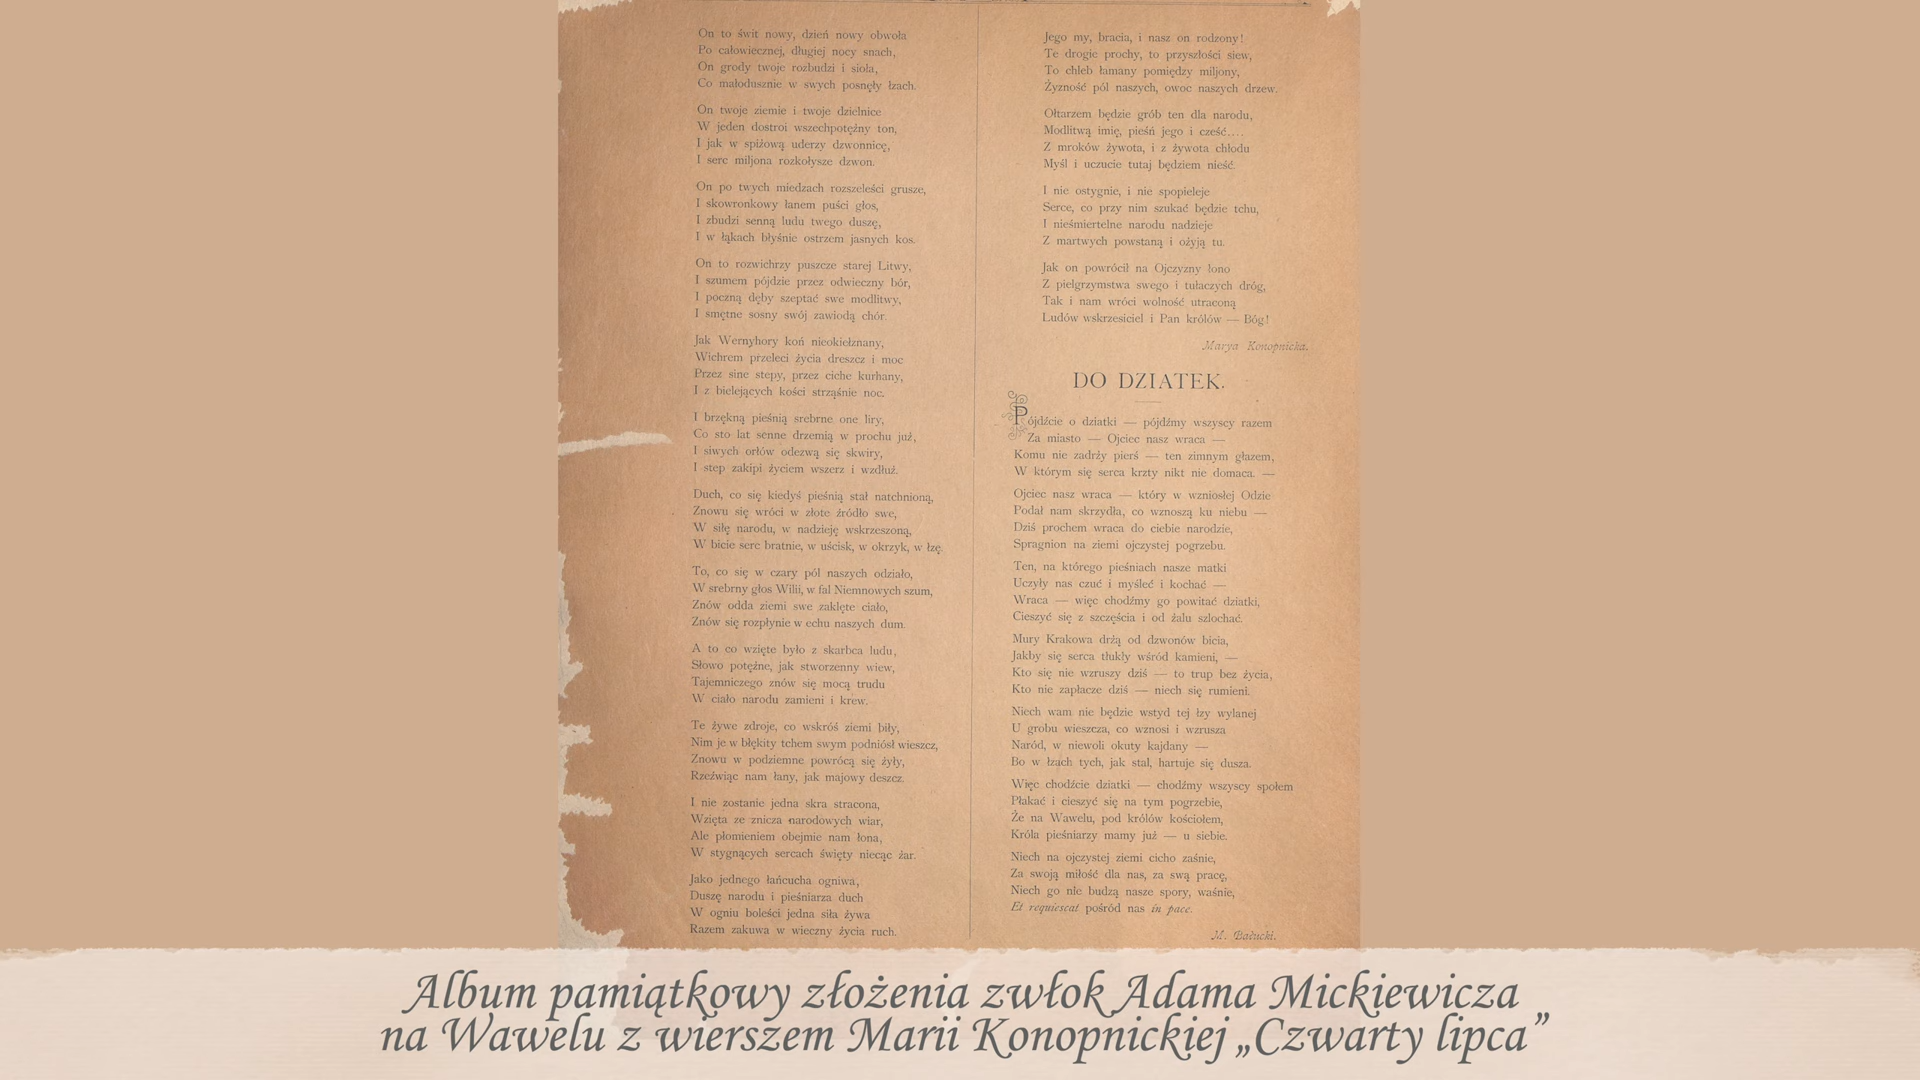 On to świt nowy, dzień nowy obwoła
Po całowiecznej, długiej nocy snach,
On grody twoje rozbudzi i sioła,
Co małodusznie w swych posnęły łzach.
On twoje ziemie i twoje dzielnice
W jeden dostroi wszechpotężny ton,
I jak w spiżową uderzy dzwonnicę,
I serc miljona rozkołysze dzwon.
On po twych miedzach rozszeleści grusze,
I skowronkowy łanem puści głos,
I zbudzi senną ludu twego duszę,
I w łąkach błyśnie ostrzem jasnych kos.
On to rozwichrzy puszcze starej Litwy,
I szumem pójdzie przez odwieczny bór,
I poczną dęby szeptać swe modlitwy,
I smętne sosny swój zawiodą chór.
Jak Wernyhory koń nieokiełznany,
Wichrem przeleci życia dreszcz i moc
Przez sine stepy, przez ciche kurhany,
I z bielejących kości strząśnie noc.
I brzękną pieśnią srebrne one liry,
Co sto lat senne drzemią w prochu już,
I siwych orłów odezwą się skwiry,
I step zakipi życiem wszerz i wzdłuż.
Duch, co się kiedyś pieśnią stał natchnioną,
Znowu się wróci w złote źródło swe,
W siłę narodu, w nadzieję wskrzeszoną,
W bicie serc bratnie, w uścisk, w okrzyk, w łzę.
To, co się w czary pól naszych odziało,
W srebrny głos Wilii, w fal Niemnowych szum,
Znów odda ziemi swe zaklęte ciało,
Znów się rozpłynie w echu naszych dum.
A to co wzięte było z skarbca ludu,
Słowo potężne, jak stworzenny wiew,
Tajemniczego znów się mocą trudu
W ciało narodu zamieni i krew.
Te żywe zdroje, co wskróś ziemi biły,
Nim je w błękity tchem swym podniósł wieszcz,
Znowu w podziemne powrócą się żyły,
Rzeźwiąc nam łany, jak majowy deszcz.
I nie zostanie jedna skra stracona,
Wzięta ze znicza narodowych wiar,
Ale płomieniem obejmie nam łona,
W stygnących sercach święty niecąc żar.
Jako jednego łańcucha ogniwa,
Duszę narodu i pieśniarza duch
W ogniu boleści jedna siła żywa
Razem zakuwa w wieczny życia ruch.
Jego my, bracia, i nasz on rodzony!
Te drogie prochy, to przyszłości siew,
To chleb łamany pomiędzy miljony,
Żyzność pól naszych, owoc naszych drzew.
Ołtarzem będzie grób ten dla narodu,
Modlitwą imię, pieśń jego i cześć....
Z mroków żywota, i z żywota chłodu
Myśl i uczucie tutaj będziem nieść.
I nie ostygnie, i nie spopieleje
Serce, co przy nim szukać będzie tchu,
I nieśmiertelne narodu nadzieje
Z martwych powstaną i ożyją tu.
Jak on powrócił na Ojczyzny łono
Z pielgrzymstwa swego i tułaczych dróg,
Tak i nam wróci wolność utraconą
Ludów wskrzesiciel i Pan królów — Bóg!
Marya Konopnicka.
DO DZIATEK.
Pójdźcie o dziatki — pójdźmy wszyscy razem
Za miasto — Ojciec nasz wraca —
Komu nie zadrży pierś — ten zimnym głazem,
W którym się serca krzty nikt nie domaca. —
Ojciec nasz wraca — który w wzniosłej Odzie
Podał nam skrzydła, co wznoszą ku niebu —
Dziś prochem wraca do ciebie narodzie,
Spragnion na ziemi ojczystej pogrzebu.
Ten, na którego pieśniach nasze matki
Uczyły nas czuć i myśleć i kochać —
Wraca — więc chodźmy go powitać dziatki,
Cieszyć się z szczęścia i od żalu szlochać.
Mury Krakowa drżą od dzwonów bicia,
Jakby się serca tłukły wśród kamieni, —
Kto się nie wzruszy dziś — to trup bez życia,
Kto nie zapłacze dziś — niech się rumieni.
Niech wam nie będzie wstyd tej łzy wylanej
U grobu wieszcza, co wznosi i wzrusza
Naród, w niewoli okuty kajdany —
Bo w łzach tych, jak stal, hartuje się dusza.
Więc chodźcie dziatki — chodźmy wszyscy społem
Płakać i cieszyć się na tym pogrzebie,
Że na Wawelu, pod królów kościołem,
Króla pieśniarzy mamy już — u siebie.
Niech na ojczystej ziemi cicho zaśnie,
Za swoją miłość dla nas, za swą pracę,
Niech go nie budzą nasze spory, waśnie,
Et requiescat pośród nas in pace.
M. Bałucki.
Album pamiątkowy złożenia zwłok Adama Mickiewicza
na Wawelu z wierszem Marii Konopnickiej „Czwarty lipca”